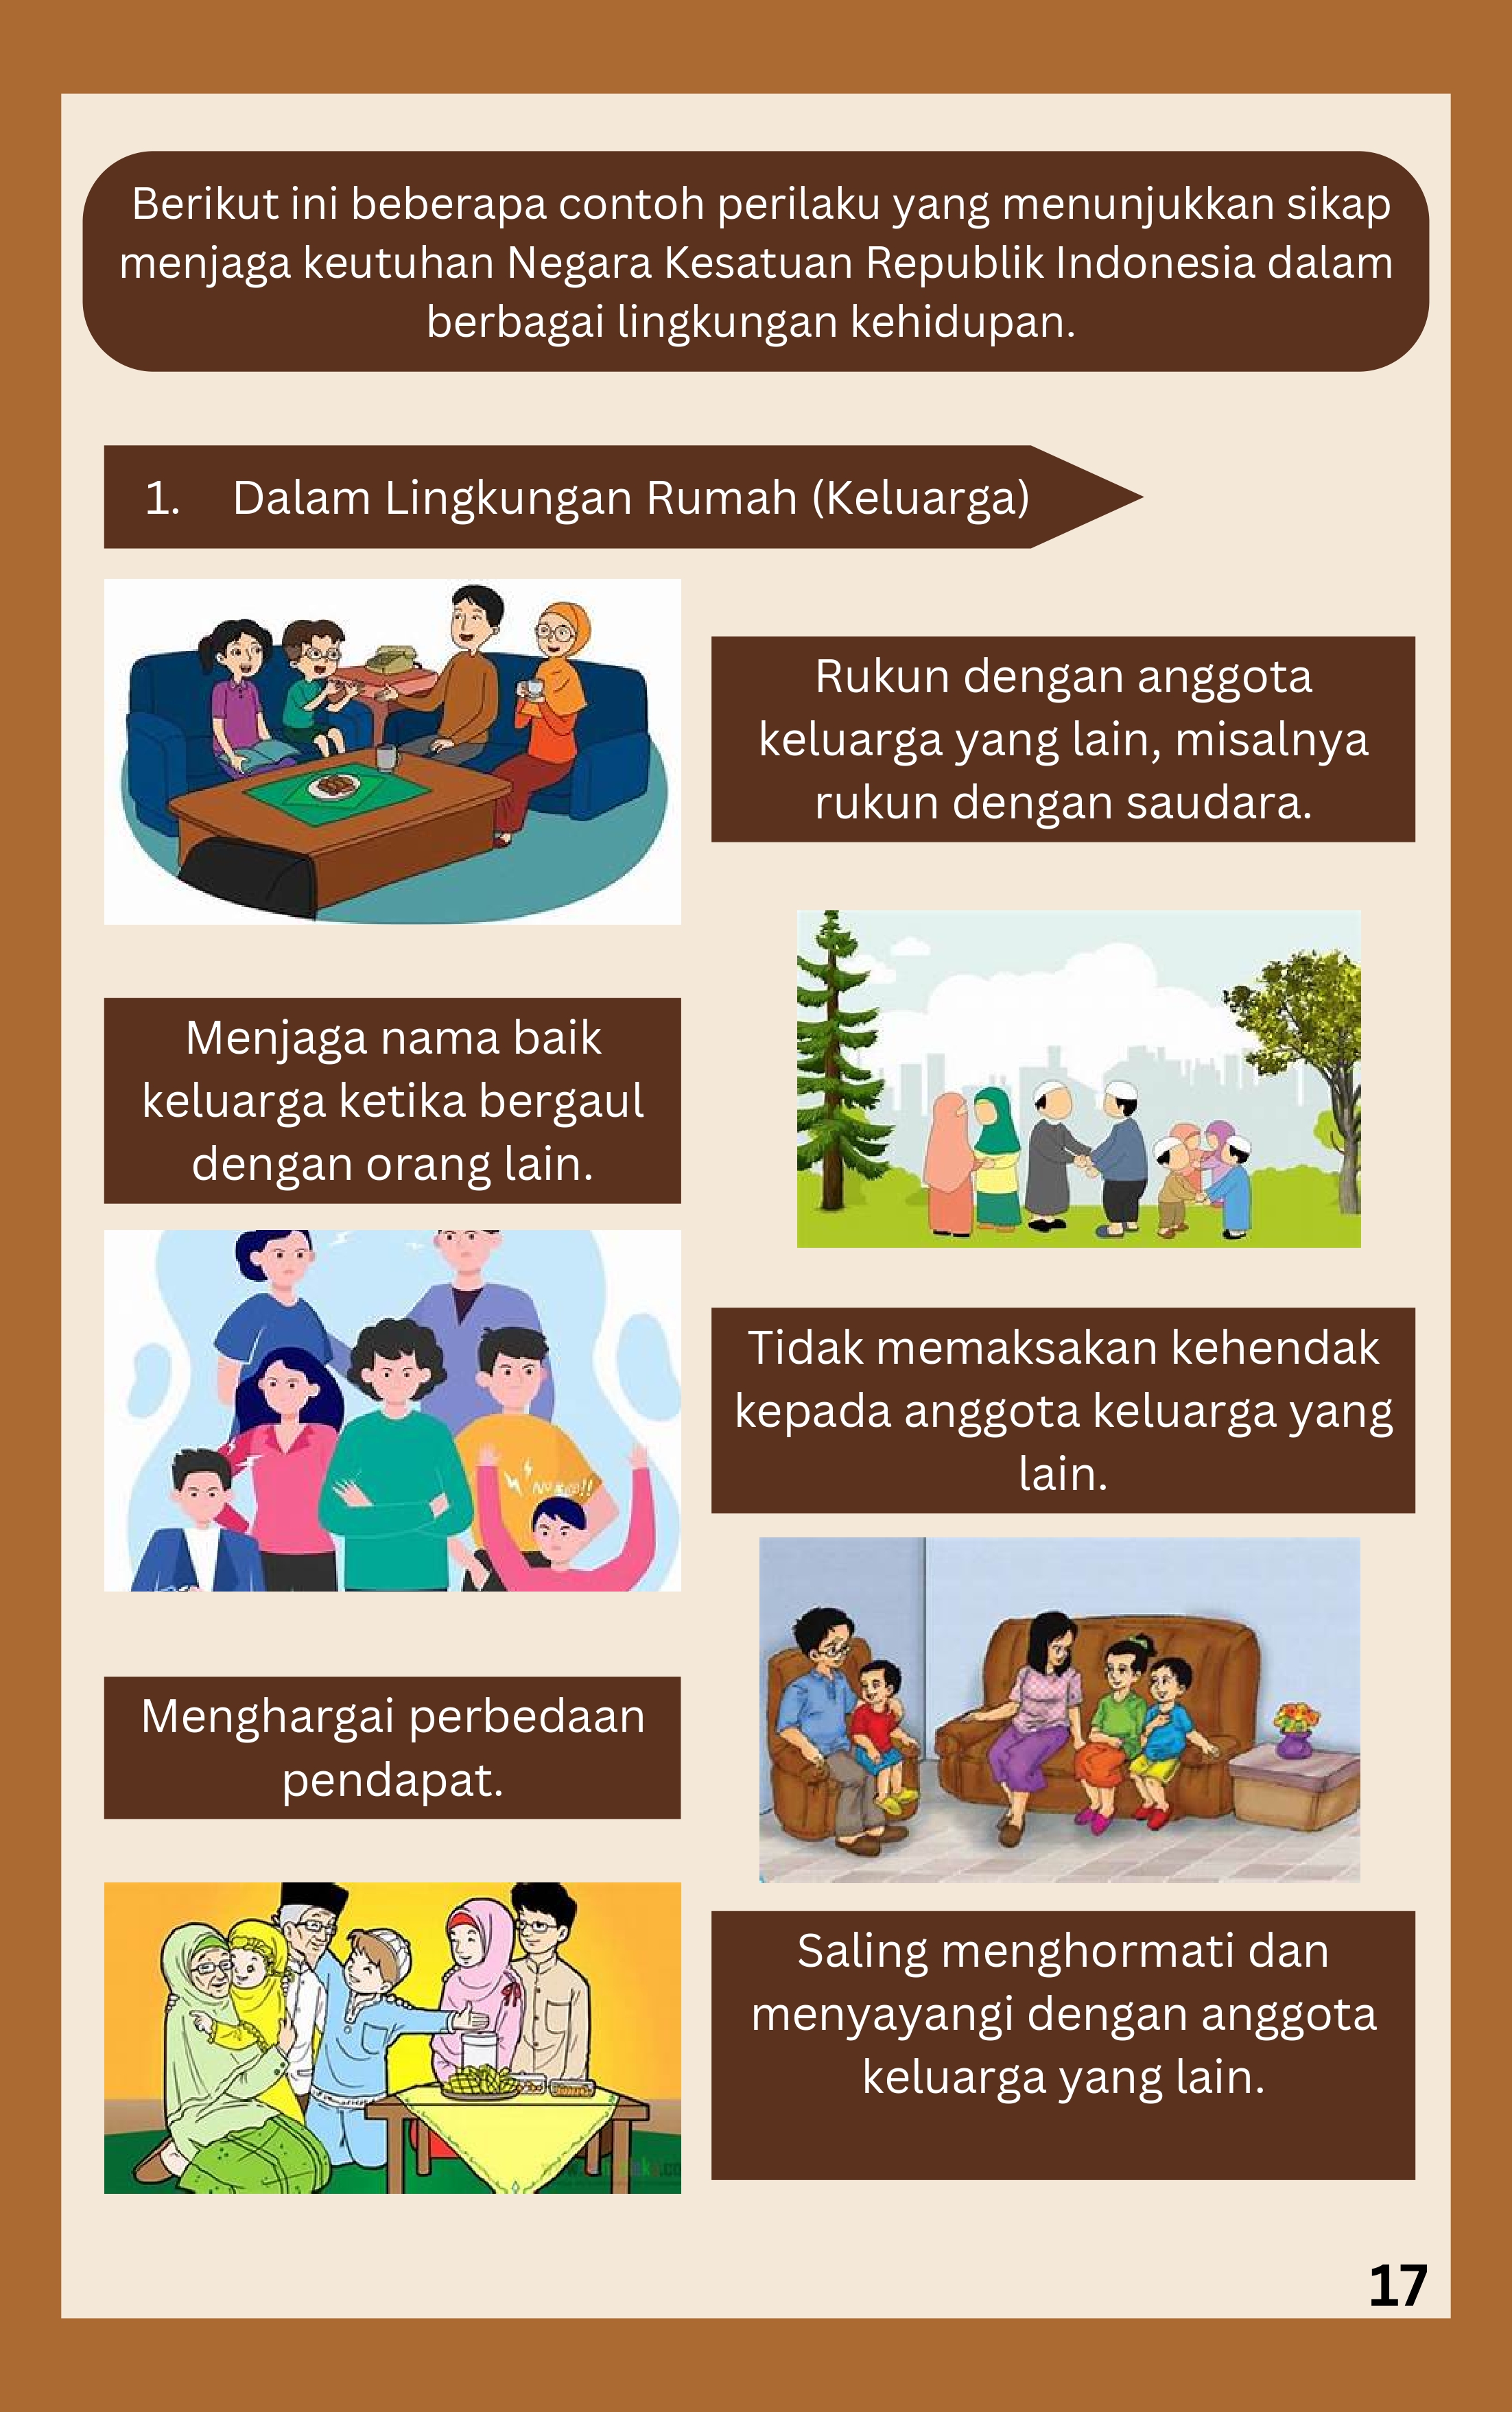 Berikut ini beberapa contoh perilaku yang menunjukkan sikap
menjaga keutuhan Negara Kesatuan Republik Indonesia dalam
berbagai lingkungan kehidupan.
1. Dalam Lingkungan Rumah (Keluarga)
Rukun dengan anggota
keluarga yang lain, misalnya
rukun dengan saudara.
Menjaga nama baik
keluarga ketika bergaul
dengan orang lain.
Tidak memaksakan kehendak
kepada anggota keluarga yang
lain.
Menghargai perbedaan
pendapat.
Saling menghormati dan
menyayangi dengan anggota
keluarga yang lain.
17